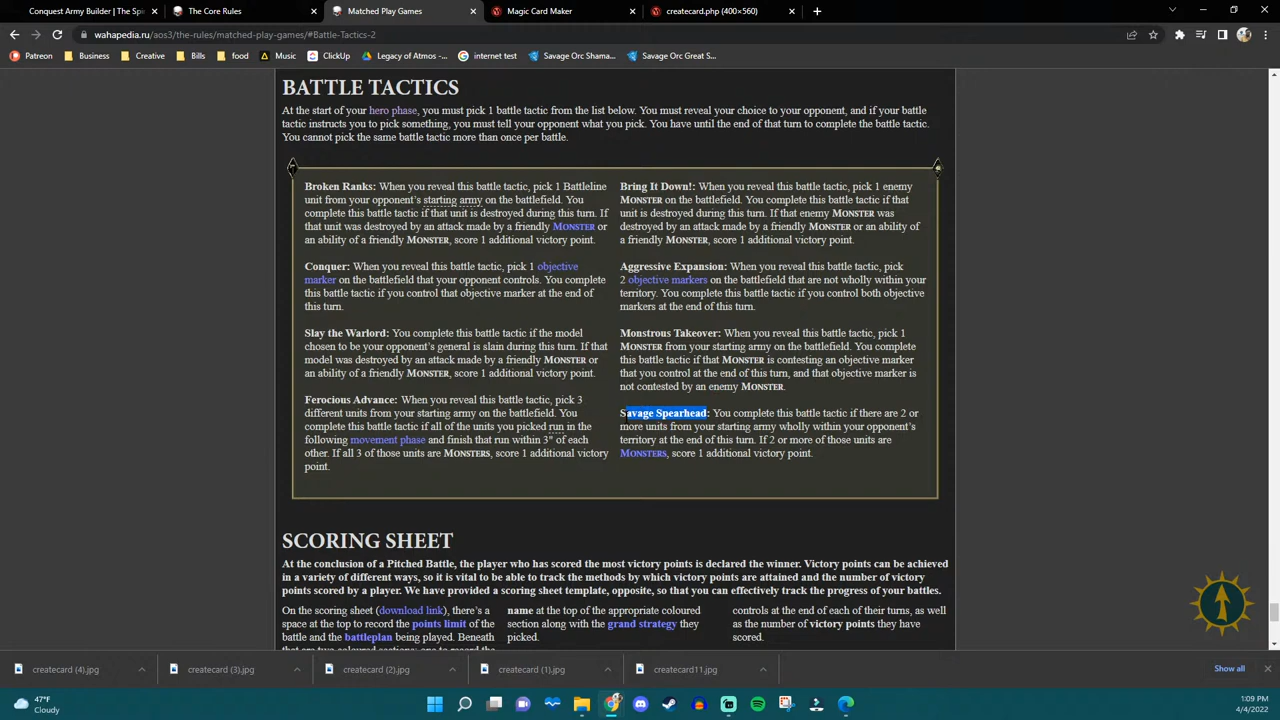 Conquest Army Builder | The Spi
The Core Rules
Matched Play Games
Magic Card Maker
createcard.php (400×560)
wahapedia.ru/aos3/the-rules/matched-play-games/#Battle-Tactics-2
Patreon
Business
Creative
Bills
food
Music
ClickUp
Legacy of Atmos -...
internet test
Savage Orc Shama...
Savage Orc Great S...
BATTLE TACTICS
At the start of your hero phase, you must pick 1 battle tactic from the list below. You must reveal your choice to your opponent, and if your battle
tactic instructs you to pick something, you must tell your opponent what you pick. You have until the end of that turn to complete the battle tactic.
You cannot pick the same battle tactic more than once per battle.
Broken Ranks: When you reveal this battle tactic, pick 1 Battleline
unit from your opponent's starting army on the battlefield. You
complete this battle tactic if that unit is destroyed during this turn. If
that unit was destroyed by an attack made by a friendly MONSTER or
an ability of a friendly MONSTER, score 1 additional victory point.
Conquer: When you reveal this battle tactic, pick 1 objective
marker on the battlefield that your opponent controls. You complete
this battle tactic if you control that objective marker at the end of
this turn.
Slay the Warlord: You complete this battle tactic if the model
chosen to be your opponent's general is slain during this turn. If that
model was destroyed by an attack made by a friendly MONSTER or
an ability of a friendly MONSTER, score 1 additional victory point.
Ferocious Advance: When you reveal this battle tactic, pick 3
different units from your starting army on the battlefield. You
complete this battle tactic if all of the units you picked run in the
following movement phase and finish that run within 3" of each
other. If all 3 of those units are MONSTERS, score 1 additional victory
point.
Bring It Down!: When you reveal this battle tactic, pick 1 enemy
MONSTER on the battlefield. You complete this battle tactic if that
unit is destroyed during this turn. If that enemy MONSTER was
destroyed by an attack made by a friendly MONSTER or an ability of
a friendly MONSTER, score 1 additional victory point.
Aggressive Expansion: When you reveal this battle tactic, pick
2 objective markers on the battlefield that are not wholly within your
territory. You complete this battle tactic if you control both objective
markers at the end of this turn.
Monstrous Takeover: When you reveal this battle tactic, pick 1
MONSTER from your starting army on the battlefield. You complete
this battle tactic if that MONSTER is contesting an objective marker
that you control at the end of this turn, and that objective marker is
not contested by an enemy MONSTER.
Savage Spearhead: You complete this battle tactic if there are 2 or
more units from your starting army wholly within your opponent's
territory at the end of this turn. If 2 or more of those units are
MONSTERS, score 1 additional victory point.
SCORING SHEET
At the conclusion of a Pitched Battle, the player who has scored the most victory points is declared the winner. Victory points can be achieved
in a variety of different ways, so it is vital to be able to track the methods by which victory points are attained and the number of victory
points scored by a player. We have provided a scoring sheet template, opposite, so that you can effectively track the progress of your battles.
On the scoring sheet (download link), there's a
space at the top to record the points limit of the
battle and the battleplan being played. Beneath
that are two coloured sections: one to record the
name at the top of the appropriate coloured
section along with the grand strategy they
picked.
controls at the end of each of their turns, as well
as the number of victory points they have
scored.
createcard (4).jpg
createcard (3).jpg
createcard (2).jpg
createcard (1).jpg
createcard11.jpg
Show all
47°F
Cloudy
1:09 PM
4/4/2022